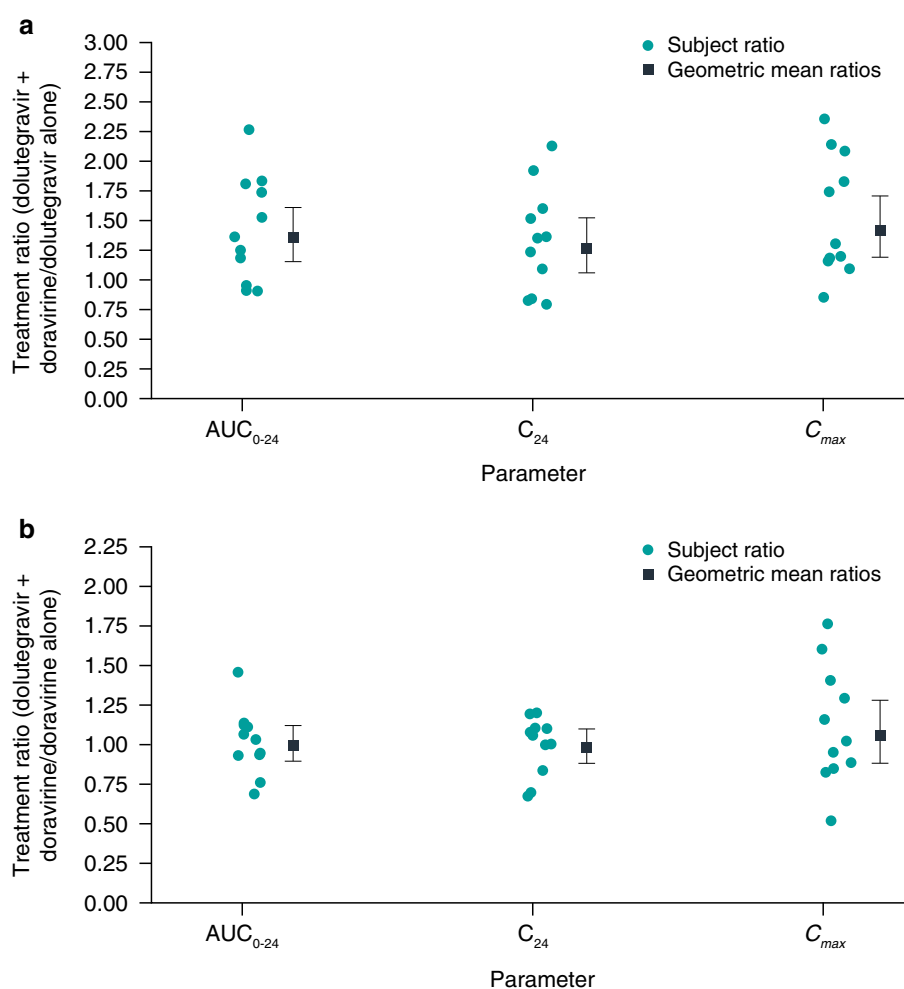 a
Treatment ratio (dolutegravir +
doravirine/dolutegravir alone)
3.00
2.75
2.50
2.25
2.00
1.75
1.50
1.25
1.00
0.75
0.50
0.25
0.00
Subject ratio
Geometric mean ratios
AUC0-24
C24
Cmax
Parameter
b
Treatment ratio (dolutegravir +
doravirine/doravirine alone)
2.25
2.00
1.75
1.50
1.25
1.00
0.75
0.50
0.25
0.00
Subject ratio
Geometric mean ratios
AUC0-24
C24
Cmax
Parameter